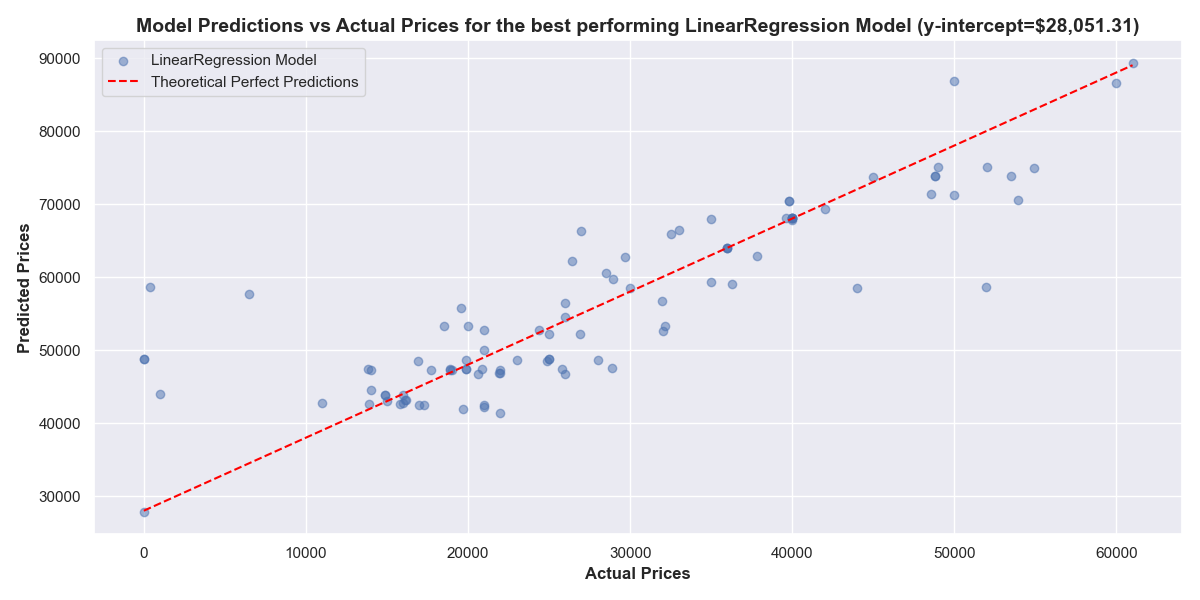 Model Predictions vs Actual Prices for the best performing LinearRegression Model (y-intercept=$28,051.31)
LinearRegression Model
Theoretical Perfect Predictions
90000
80000
70000
60000
50000
40000
30000
Predicted Prices
0 10000 20000 30000 40000 50000 60000
Actual Prices